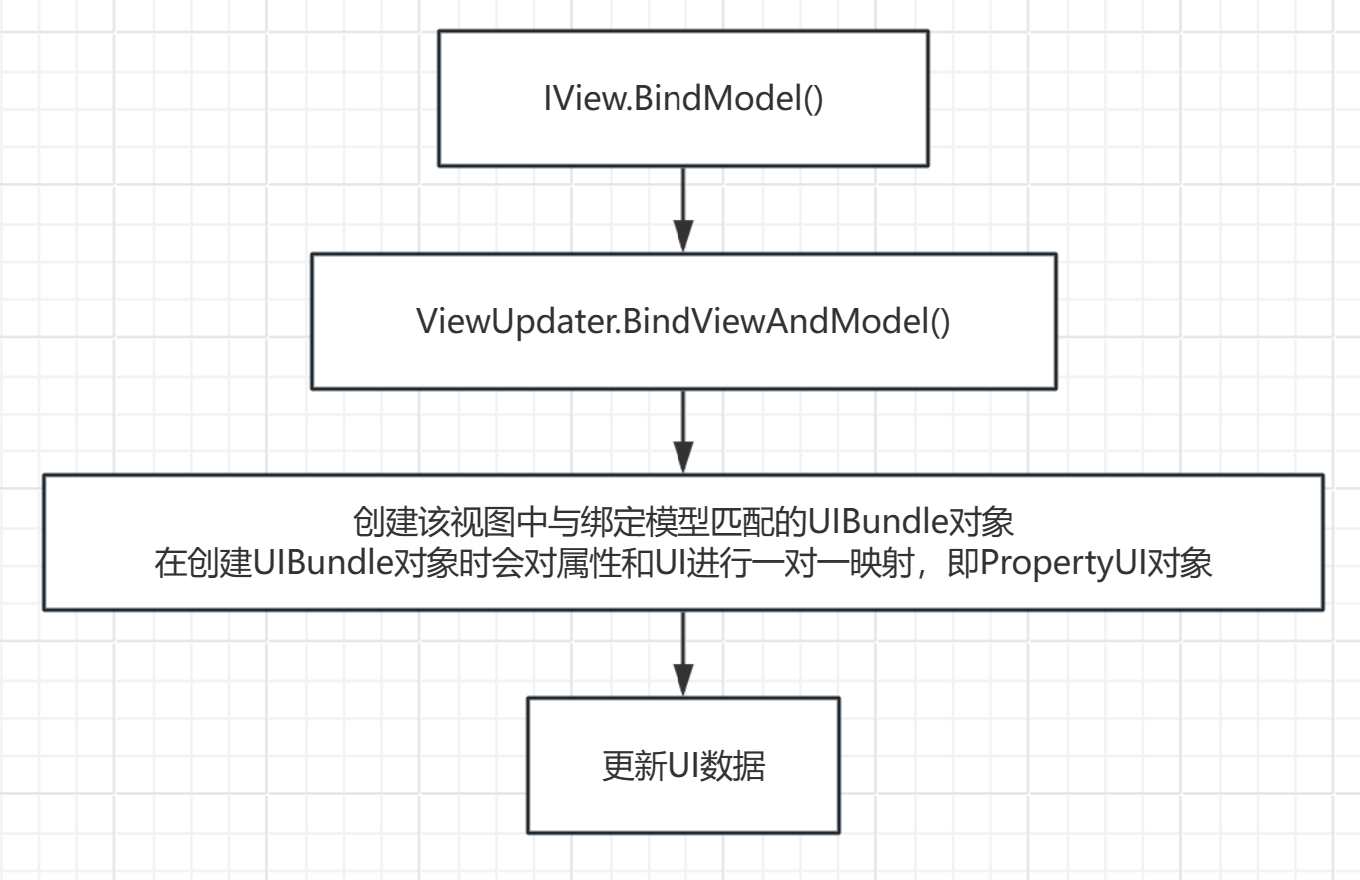 IView.BindModel()
ViewUpdater.BindViewAndModel()
创建该视图中与绑定模型匹配的UIBundle对象
在创建UIBundle对象时会对属性和UI进行一对一映射，即PropertyUI对象
更新UI数据